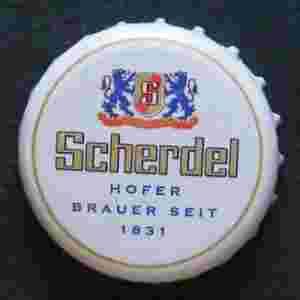 S
Scherdel
HOFER
BRAUER SEIT
1831